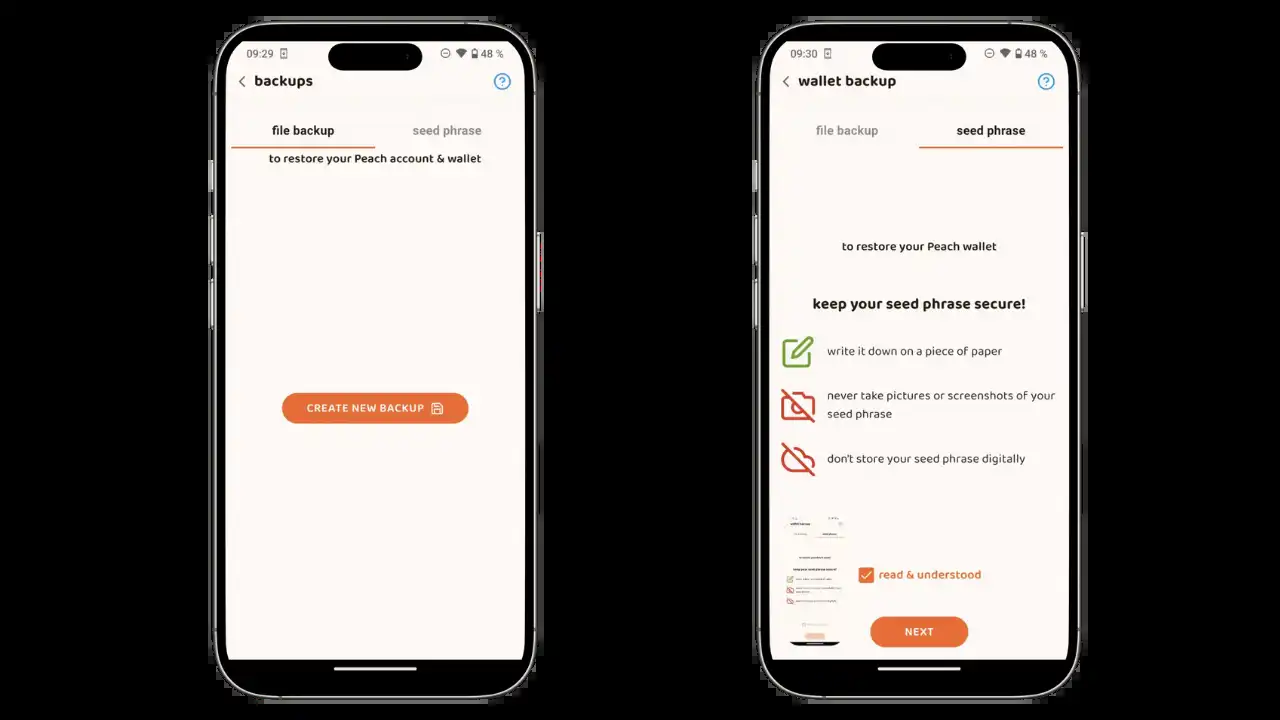 09:29
48 %
backups
file backup
seed phrase
to restore your Peach account & wallet
CREATE NEW BACKUP
09:30
48 %
wallet backup
file backup
seed phrase
to restore your Peach wallet
keep your seed phrase secure!
write it down on a piece of paper
never take pictures or screenshots of your
seed phrase
don't store your seed phrase digitally
read & understood
NEXT